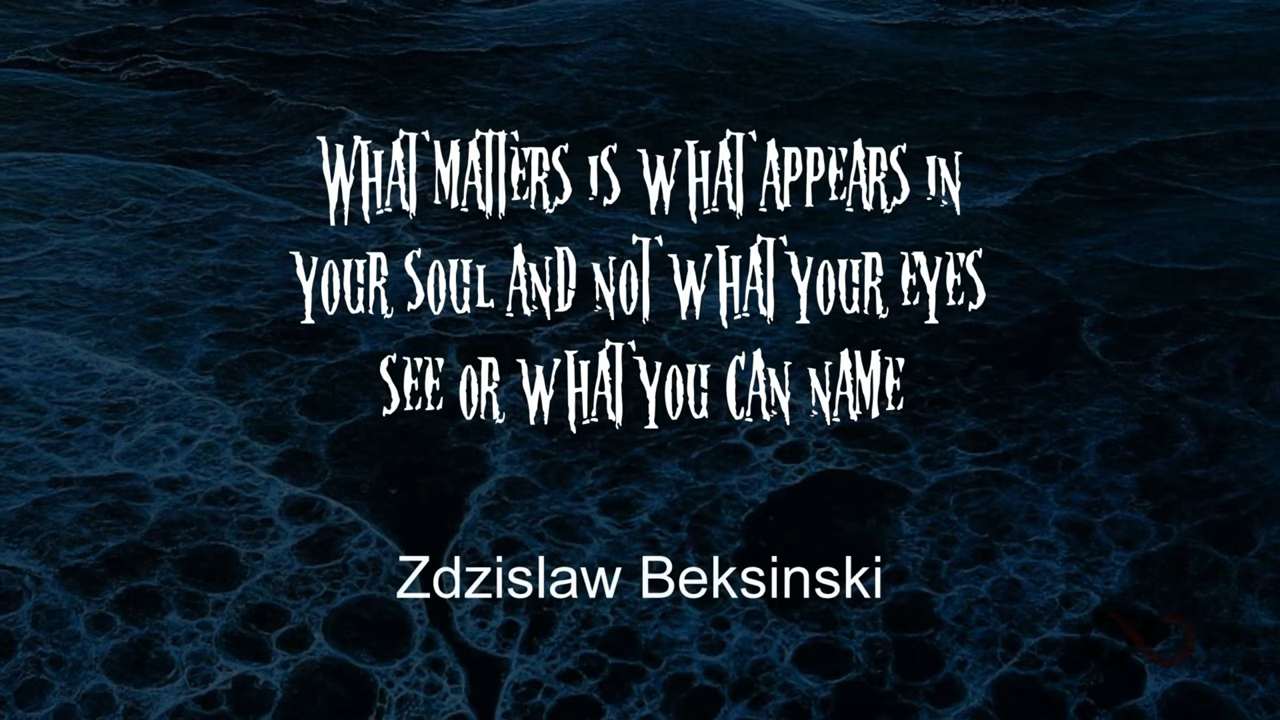 WHAT MATTERS IS WHAT APPEARS IN
YOUR SOUL AND NOT WHAT YOUR EYES
SEE OR WHAT YOU CAN NAME
Zdzislaw Beksinski